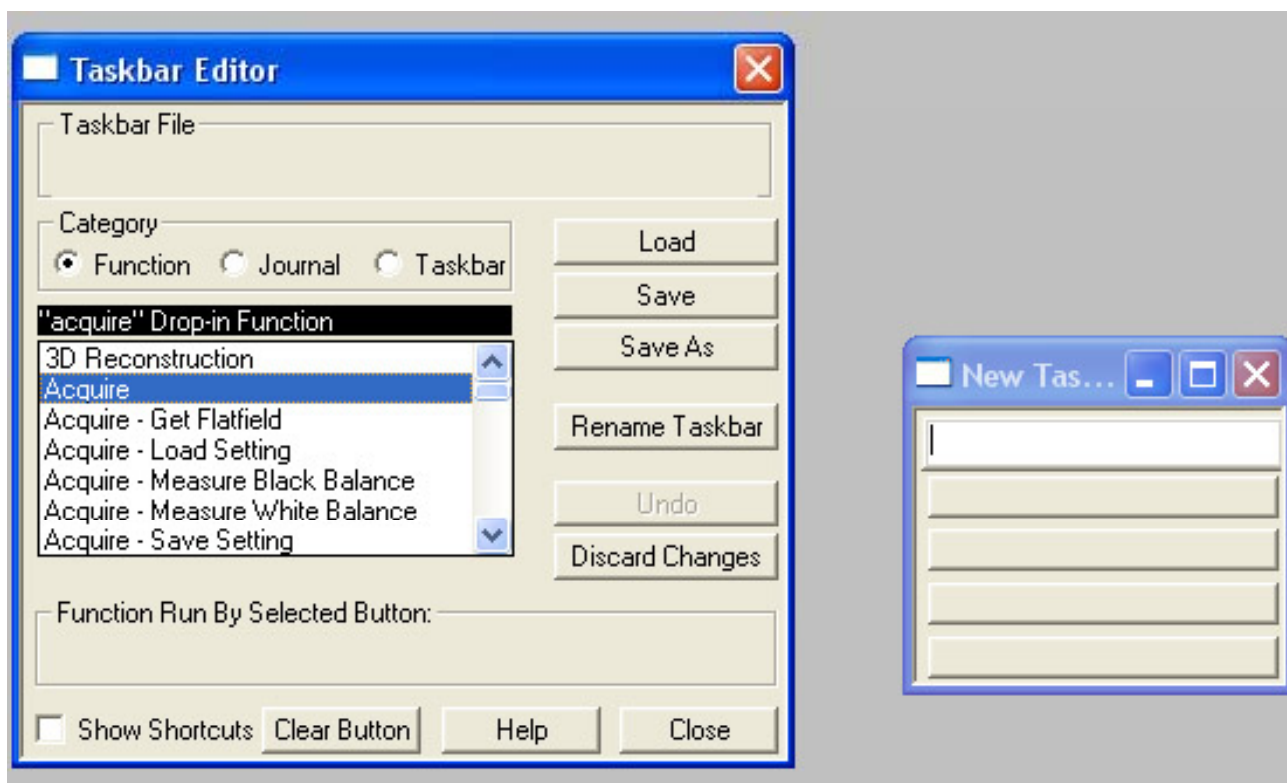 Taskbar Editor
Taskbar File
Category
Function Journal Taskbar
"acquire" Drop-in Function
3D Reconstruction
Acquire
Acquire - Get Flatfield
Acquire - Load Setting
Acquire - Measure Black Balance
Acquire - Measure White Balance
Acquire - Save Setting
Load
Save
Save As
Rename Taskbar
Undo
Discard Changes
Function Run By Selected Button:
Show Shortcuts Clear Button Help Close
New Tas...